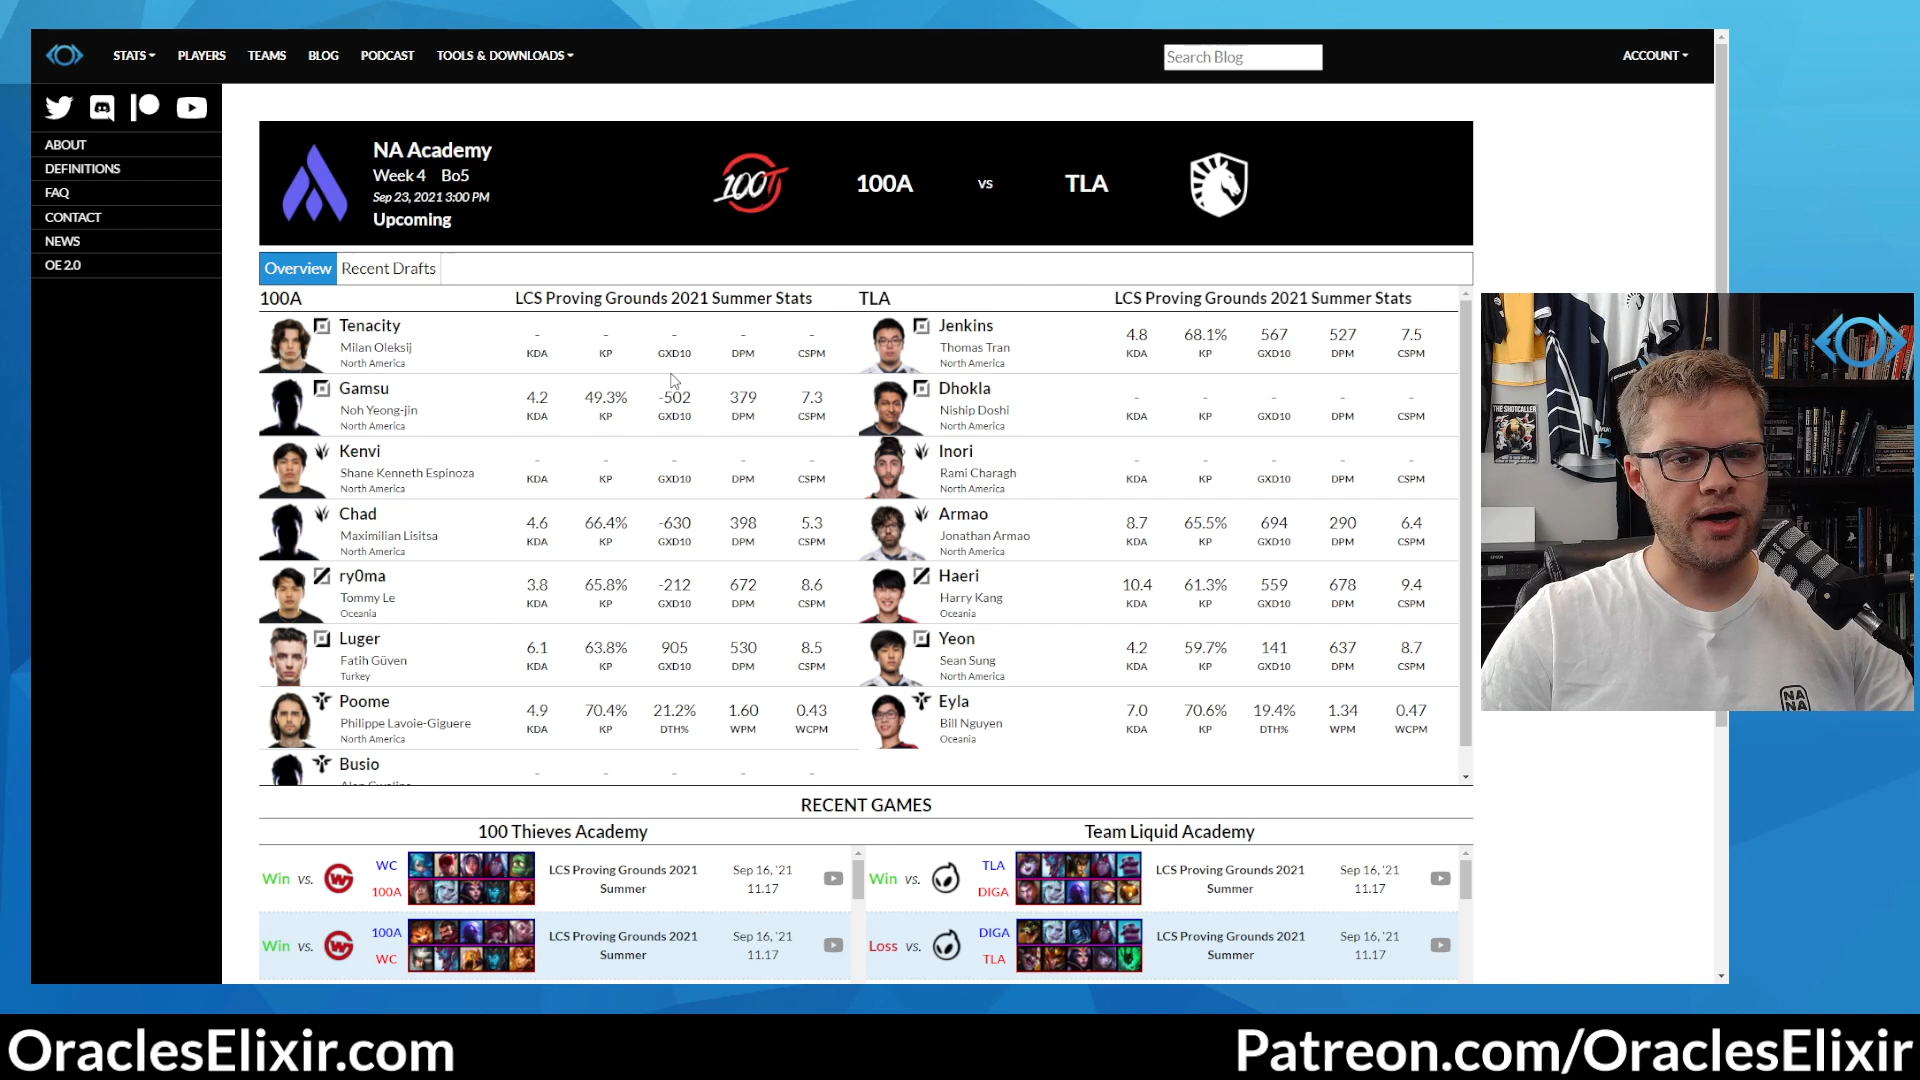 STATS PLAYERS TEAMS BLOG PODCAST TOOLS & DOWNLOADS Search Blog ACCOUNT
ABOUT
DEFINITIONS
FAQ
CONTACT
NEWS
OE 2.0
NA Academy
Week 4 Bo5
Sep 23, 2021 3:00 PM
Upcoming
100T
100A vs TLA
Overview Recent Drafts
100A LCS Proving Grounds 2021 Summer Stats
Tenacity - - - - -
Milan Oleksij KDA KP GXD10 DPM CSPM
North America
Gamsu 4.2 49.3% -502 379 7.3
Noh Yeong-jin KDA KP GXD10 DPM CSPM
North America
Kenvi - - - - -
Shane Kenneth Espinoza KDA KP GXD10 DPM CSPM
North America
Chad 4.6 66.4% -630 398 5.3
Maximilian Lisitsa KDA KP GXD10 DPM CSPM
North America
ry0ma 3.8 65.8% -212 672 8.6
Tommy Le KDA KP GXD10 DPM CSPM
Oceania
Luger 6.1 63.8% 905 530 8.5
Fatih Güven KDA KP GXD10 DPM CSPM
Turkey
Poome 4.9 70.4% 21.2% 1.60 0.43
Philippe Lavoie-Giguere KDA KP DTH% WPM WCPM
North America
Busio - - - - -
TLA LCS Proving Grounds 2021 Summer Stats
Jenkins 4.8 68.1% 567 527 7.5
Thomas Tran KDA KP GXD10 DPM CSPM
North America
Dhokla - - - - -
Niship Doshi KDA KP GXD10 DPM CSPM
North America
Inori - - - - -
Rami Charagh KDA KP GXD10 DPM CSPM
North America
Armao 8.7 65.5% 694 290 6.4
Jonathan Armao KDA KP GXD10 DPM CSPM
North America
Haeri 10.4 61.3% 559 678 9.4
Harry Kang KDA KP GXD10 DPM CSPM
Oceania
Yeon 4.2 59.7% 141 637 8.7
Sean Sung KDA KP GXD10 DPM CSPM
North America
Eyla 7.0 70.6% 19.4% 1.34 0.47
Bill Nguyen KDA KP DTH% WPM WCPM
Oceania
THE SHOTCALLER
NA
NA
RECENT GAMES
100 Thieves Academy
Win vs. WC LCS Proving Grounds 2021 Sep 16, '21
100A Summer 11.17
Win vs. 100A LCS Proving Grounds 2021 Sep 16, '21
WC Summer 11.17
Team Liquid Academy
Win vs. TLA LCS Proving Grounds 2021 Sep 16, '21
DIGA Summer 11.17
Loss vs. DIGA LCS Proving Grounds 2021 Sep 16, '21
TLA Summer 11.17
OraclesElixir.com
Patreon.com/OraclesElixir